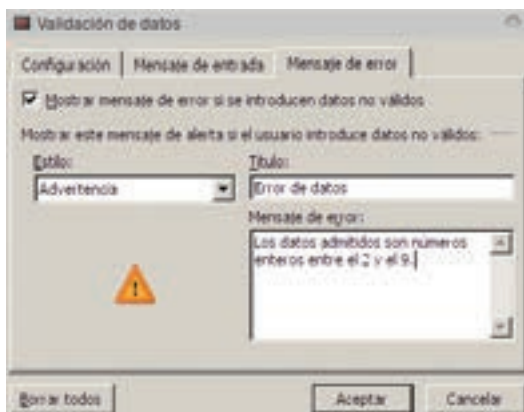 Validación de datos
Configuración
Mensaje de entrada
Mensaje de error
Mostrar mensaje de error si se introducen datos no válidos
Mostrar este mensaje de alerta si el usuario introduce datos no válidos:
Estilo:
Título:
Advertencia
Error de datos
Mensaje de error:
Los datos admitidos son números
enteros entre el 2 y el 9.
Borrar todos
Aceptar
Cancelar